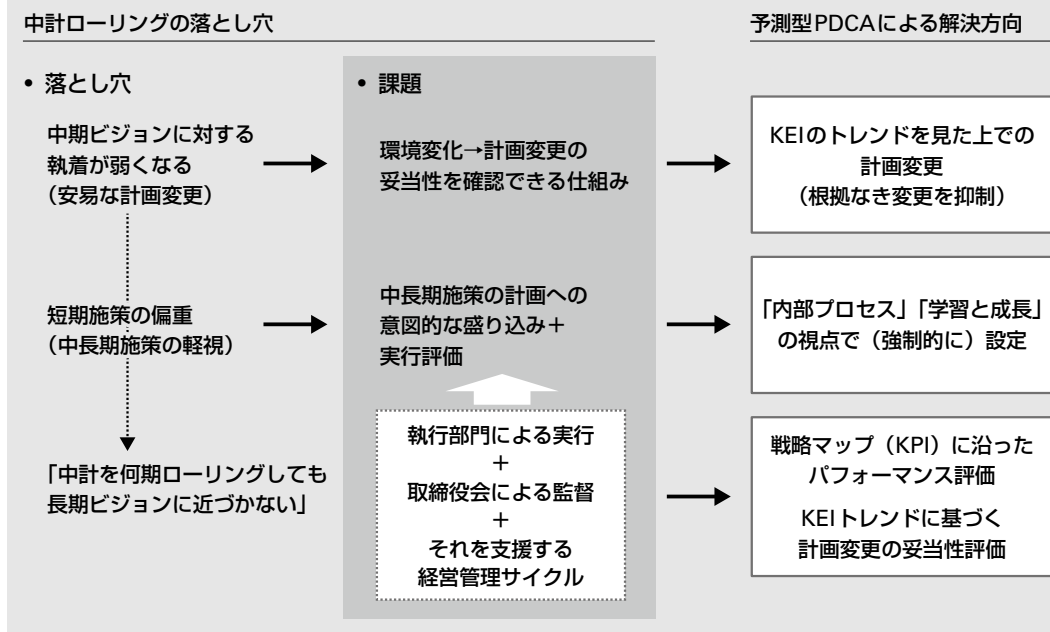 中計ローリングの落とし穴
予測型PDCAによる解決方向
• 落とし穴
• 課題
中期ビジョンに対する
執着が弱くなる
（安易な計画変更）
環境変化→計画変更の
妥当性を確認できる仕組み
KEIのトレンドを見た上での
計画変更
（根拠なき変更を抑制）
短期施策の偏重
（中長期施策の軽視）
中長期施策の計画への
意図的な盛り込み＋
実行評価
「内部プロセス」「学習と成長」
の視点で（強制的に）設定
「中計を何期ローリングしても
長期ビジョンに近づかない」
執行部門による実行
＋
取締役会による監督
＋
それを支援する
経営管理サイクル
戦略マップ（KPI）に沿った
パフォーマンス評価
KEIトレンドに基づく
計画変更の妥当性評価